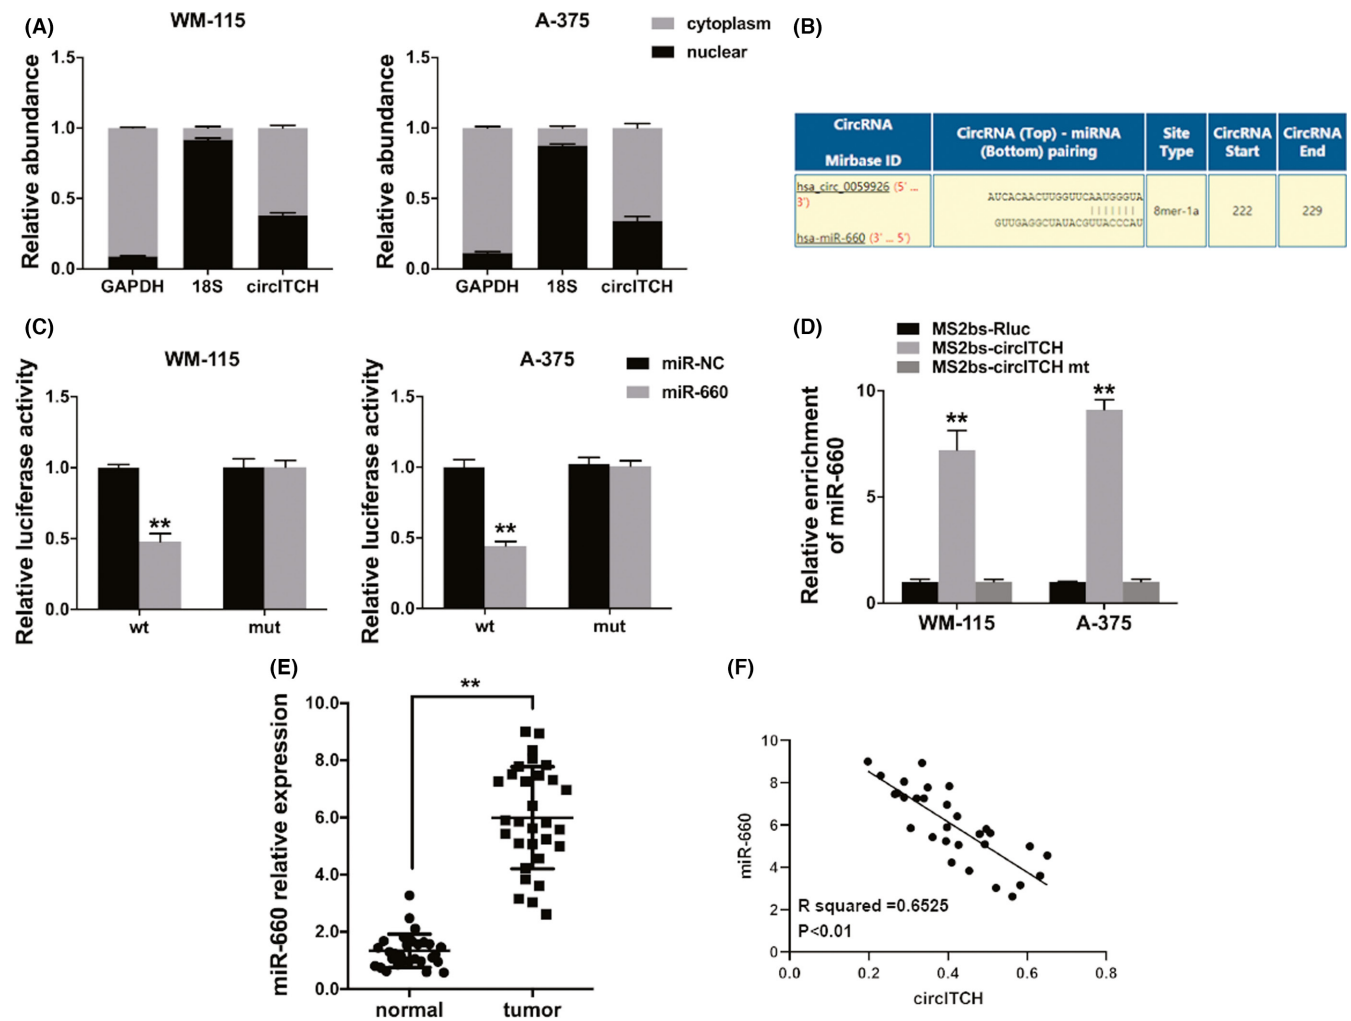 (A)
WM-115
A-375
cytoplasm
nuclear
Relative abundance
1.5
1.0
0.5
0.0
GAPDH 18S circITCH
Relative abundance
1.5
1.0
0.5
0.0
GAPDH 18S circITCH
(B)
CircRNA
Mirbase ID
CircRNA (Top) - miRNA
(Bottom) pairing
Site
Type
CircRNA
Start
CircRNA
End
hsa_circ_0059926 (5' ...
3')
AUCACAACUUGGUUCAAUGGGUA
| | | | | | |
GUUGAGGCUAUACGUUACCCAU
hsa-miR-660 (3' ... 5')
8mer-1a
222
229
(C)
WM-115
A-375
miR-NC
miR-660
Relative luciferase activity
1.5
1.0
0.5
0.0
**
wt mut
Relative luciferase activity
1.5
1.0
0.5
0.0
**
wt mut
(D)
MS2bs-Rluc
MS2bs-circITCH
MS2bs-circITCH mt
Relative enrichment
of miR-660
10
5
0
**
**
WM-115 A-375
(E)
miR-660 relative expression
10.0
8.0
6.0
4.0
2.0
0.0
**
normal tumor
(F)
miR-660
10
8
6
4
2
0
R squared =0.6525
P<0.01
0.0 0.2 0.4 0.6 0.8
circITCH